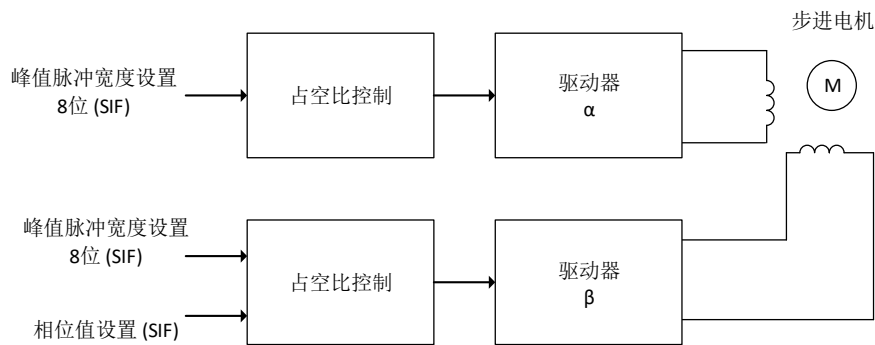 步进电机
峰值脉冲宽度设置
8位 (SIF)
占空比控制
驱动器
α
M
峰值脉冲宽度设置
8位 (SIF)
相位值设置 (SIF)
占空比控制
驱动器
β